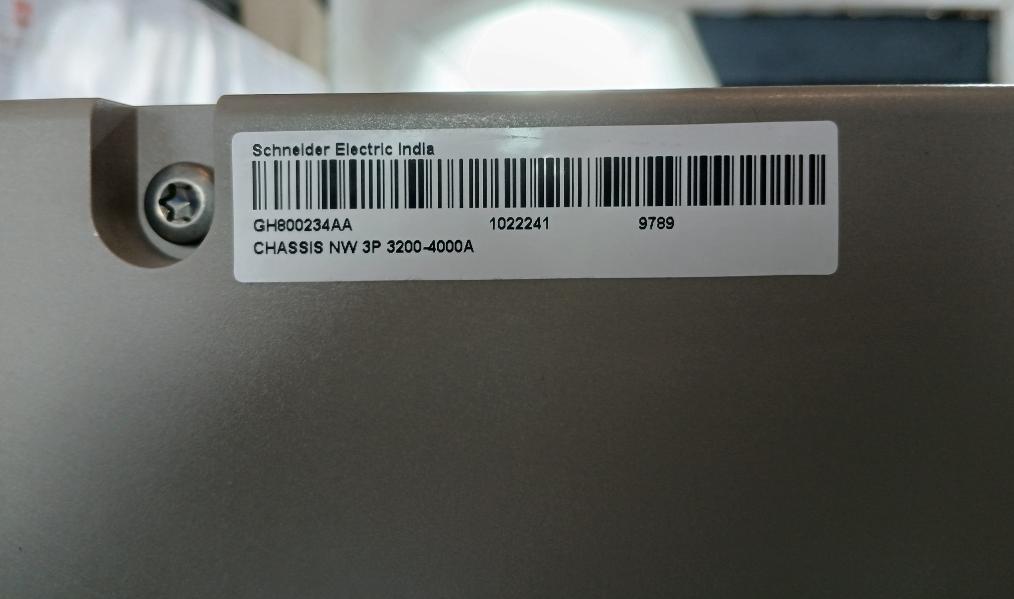 Schneider Electric India
GH800234AA 1022241 9789
CHASSIS NW 3P 3200-4000A